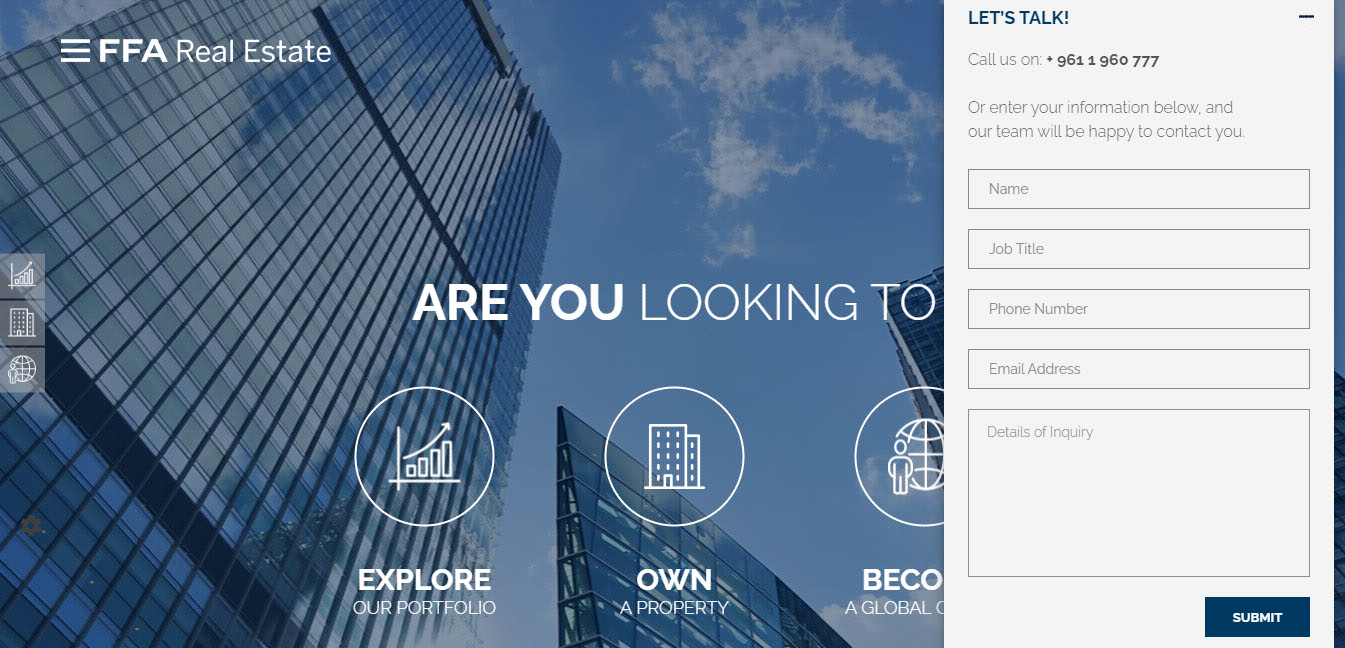 FFA Real Estate
ARE YOU LOOKING TO
EXPLORE
OUR PORTFOLIO
OWN
A PROPERTY
BECO
A GLOBAL
LET'S TALK!
Call us on: + 961 1 960 777
Or enter your information below, and
our team will be happy to contact you.
Name
Job Title
Phone Number
Email Address
Details of Inquiry
SUBMIT